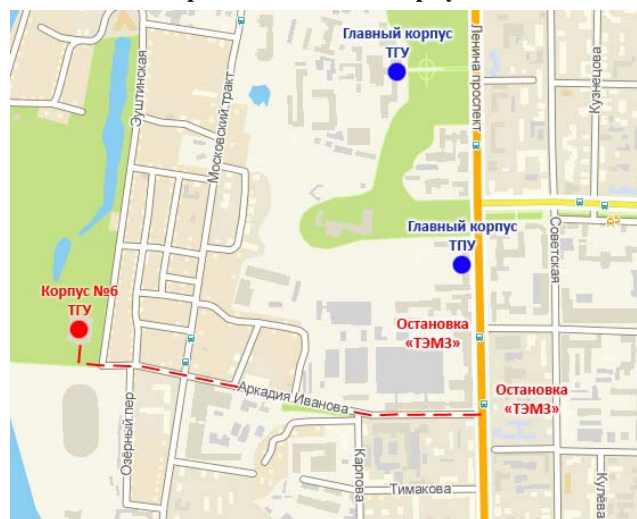 Главный корпус
ТГУ
Ленина проспект
Кузнецова
Эуштинская
Московский тракт
Главный корпус
ТПУ
Советская
Корпус №6
ТГУ
Остановка
«ТЭМЗ»
Аркадия Иванова
Остановка
«ТЭМЗ»
Озёрный пер
Карпова
Тимакова
Кулёва